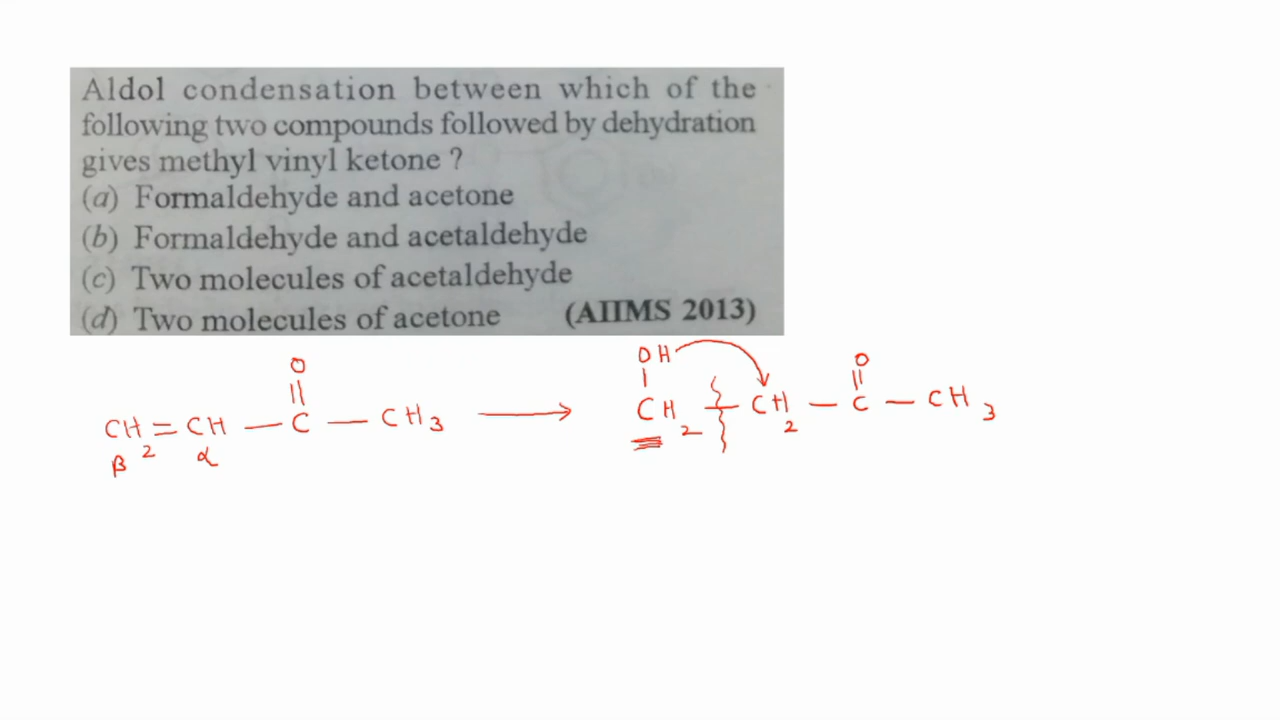 Aldol condensation between which of the
following two compounds followed by dehydration
gives methyl vinyl ketone ?
(a) Formaldehyde and acetone
(b) Formaldehyde and acetaldehyde
(c) Two molecules of acetaldehyde
(d) Two molecules of acetone (AIIMS 2013)
O OH O
|| | ||
CH2 = CH — C — CH3 ⟶ CH2 — CH2 — C — CH3
β α